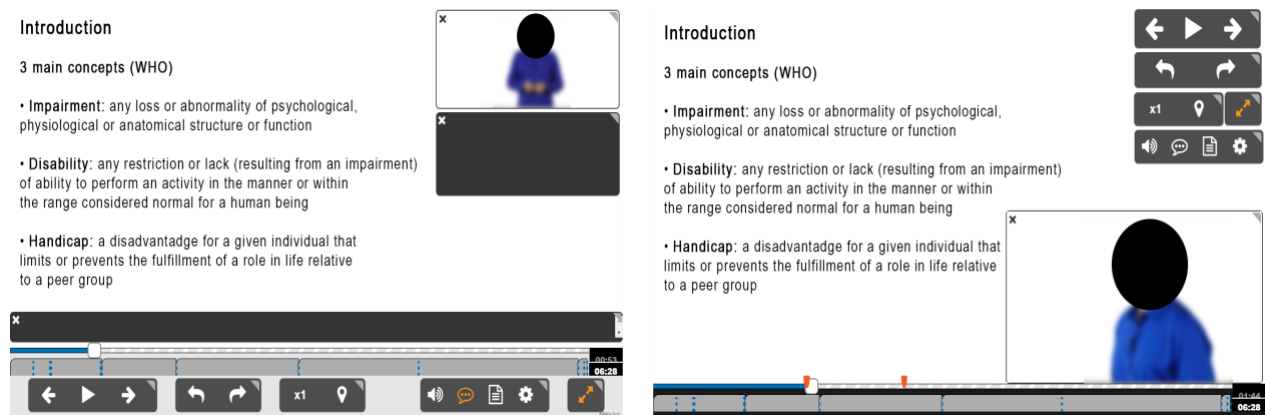 Introduction
3 main concepts (WHO)
• Impairment: any loss or abnormality of psychological,
physiological or anatomical structure or function
• Disability: any restriction or lack (resulting from an impairment)
of ability to perform an activity in the manner or within
the range considered normal for a human being
• Handicap: a disadvantadge for a given individual that
limits or prevents the fulfillment of a role in life relative
to a peer group
00:53
06:28
x1
Introduction
3 main concepts (WHO)
• Impairment: any loss or abnormality of psychological,
physiological or anatomical structure or function
• Disability: any restriction or lack (resulting from an impairment)
of ability to perform an activity in the manner or within
the range considered normal for a human being
• Handicap: a disadvantadge for a given individual that
limits or prevents the fulfillment of a role in life relative
to a peer group
x1
01:44
06:28